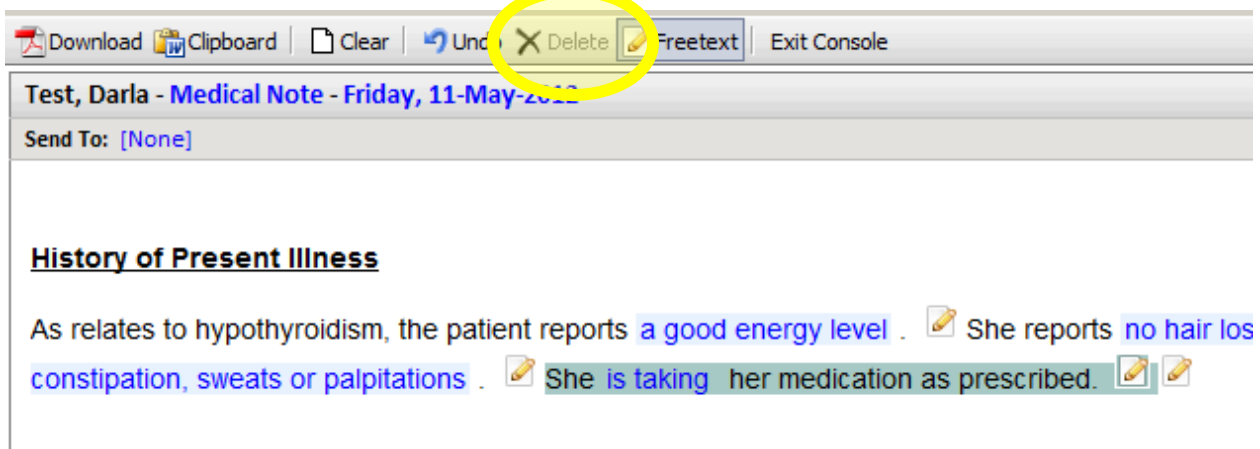 Download Clipboard Clear Undo Delete Freetext Exit Console
Test, Darla - Medical Note - Friday, 11-May-2012
Send To: [None]
History of Present Illness
As relates to hypothyroidism, the patient reports a good energy level . She reports no hair los
constipation, sweats or palpitations . She is taking her medication as prescribed.